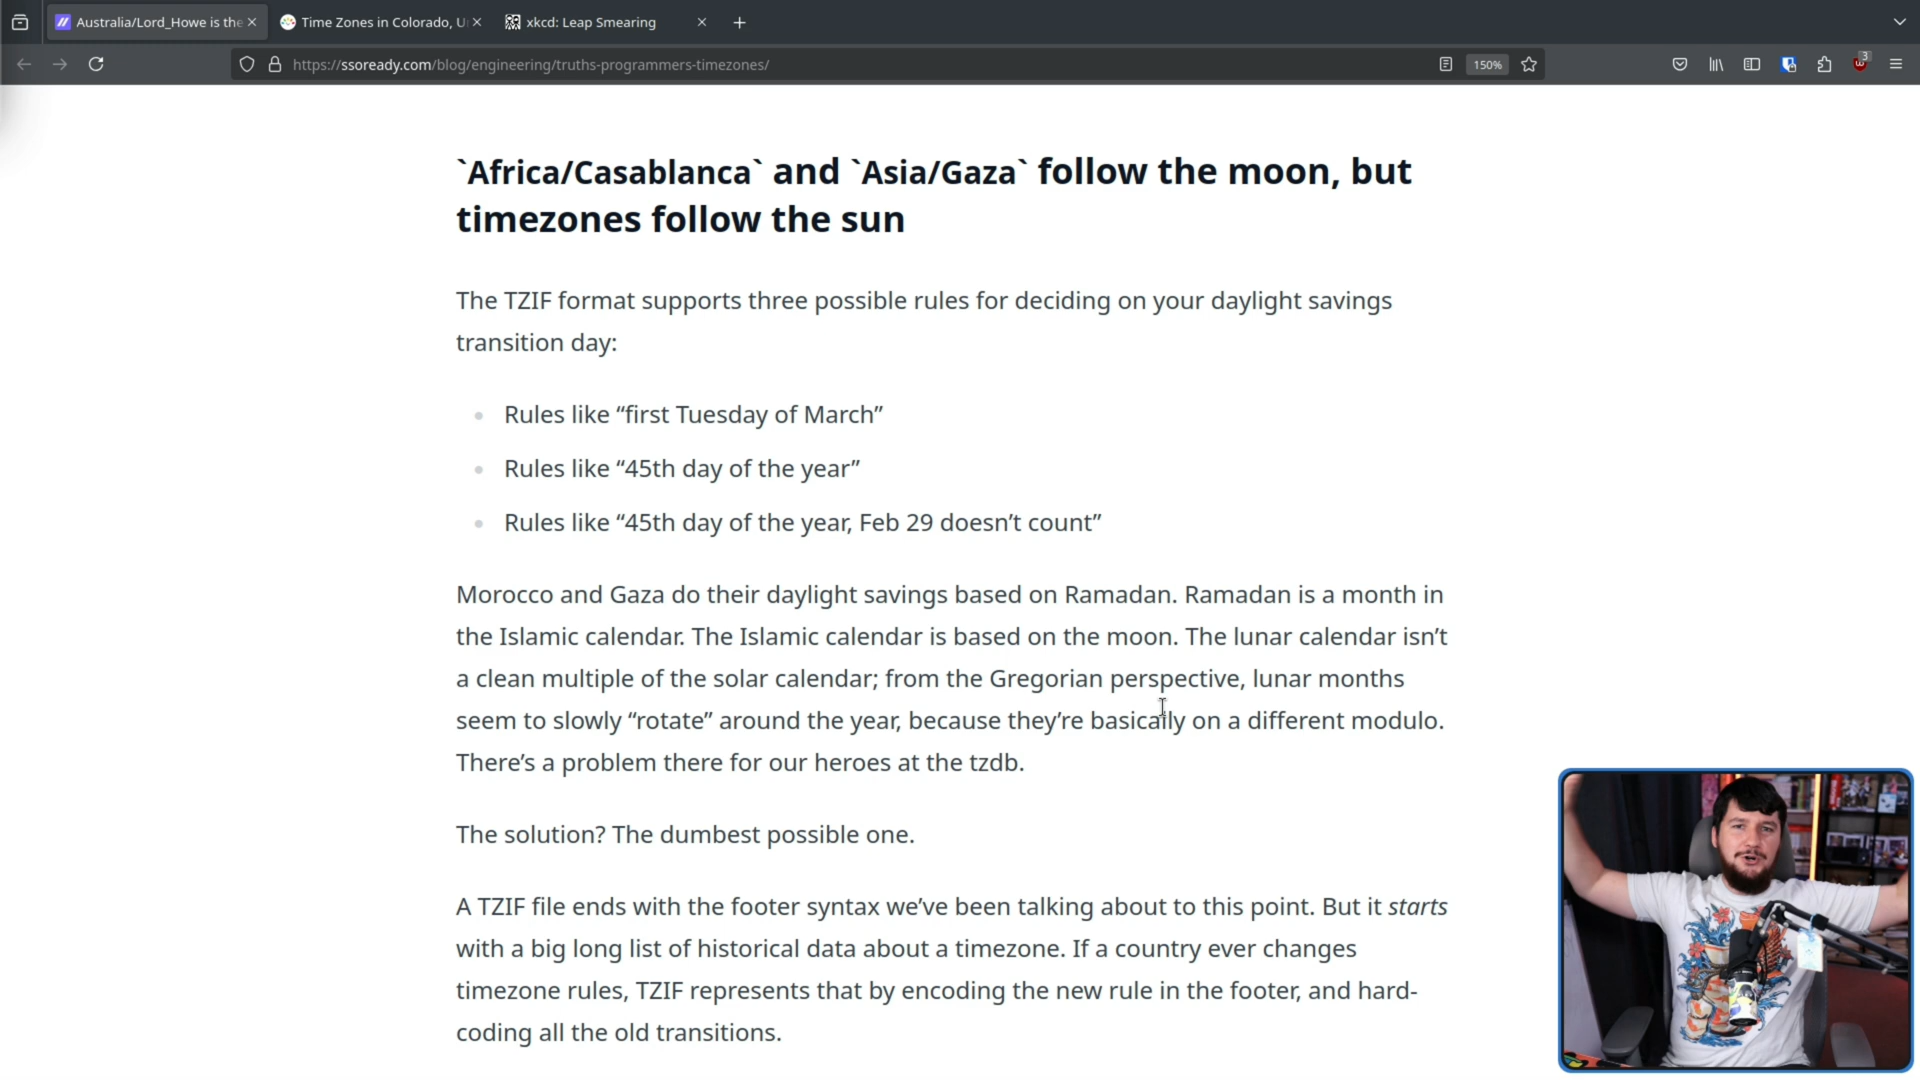 Australia/Lord_Howe is the
Time Zones in Colorado, U
xkcd: Leap Smearing
https://ssoready.com/blog/engineering/truths-programmers-timezones/
150%
3
`Africa/Casablanca` and `Asia/Gaza` follow the moon, but
timezones follow the sun
The TZIF format supports three possible rules for deciding on your daylight savings
transition day:
Rules like “first Tuesday of March”
Rules like “45th day of the year”
Rules like “45th day of the year, Feb 29 doesn’t count”
Morocco and Gaza do their daylight savings based on Ramadan. Ramadan is a month in
the Islamic calendar. The Islamic calendar is based on the moon. The lunar calendar isn’t
a clean multiple of the solar calendar; from the Gregorian perspective, lunar months
seem to slowly “rotate” around the year, because they’re basically on a different modulo.
There’s a problem there for our heroes at the tzdb.
The solution? The dumbest possible one.
A TZIF file ends with the footer syntax we’ve been talking about to this point. But it starts
with a big long list of historical data about a timezone. If a country ever changes
timezone rules, TZIF represents that by encoding the new rule in the footer, and hard-
coding all the old transitions.